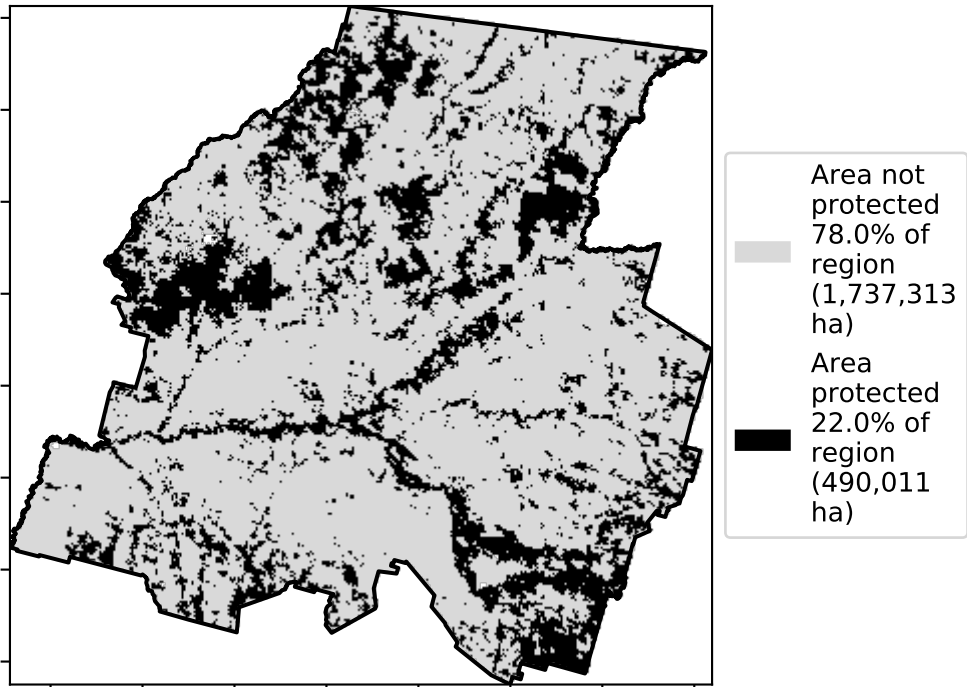 Area not
protected
78.0% of
region
(1,737,313
ha)
Area
protected
22.0% of
region
(490,011
ha)